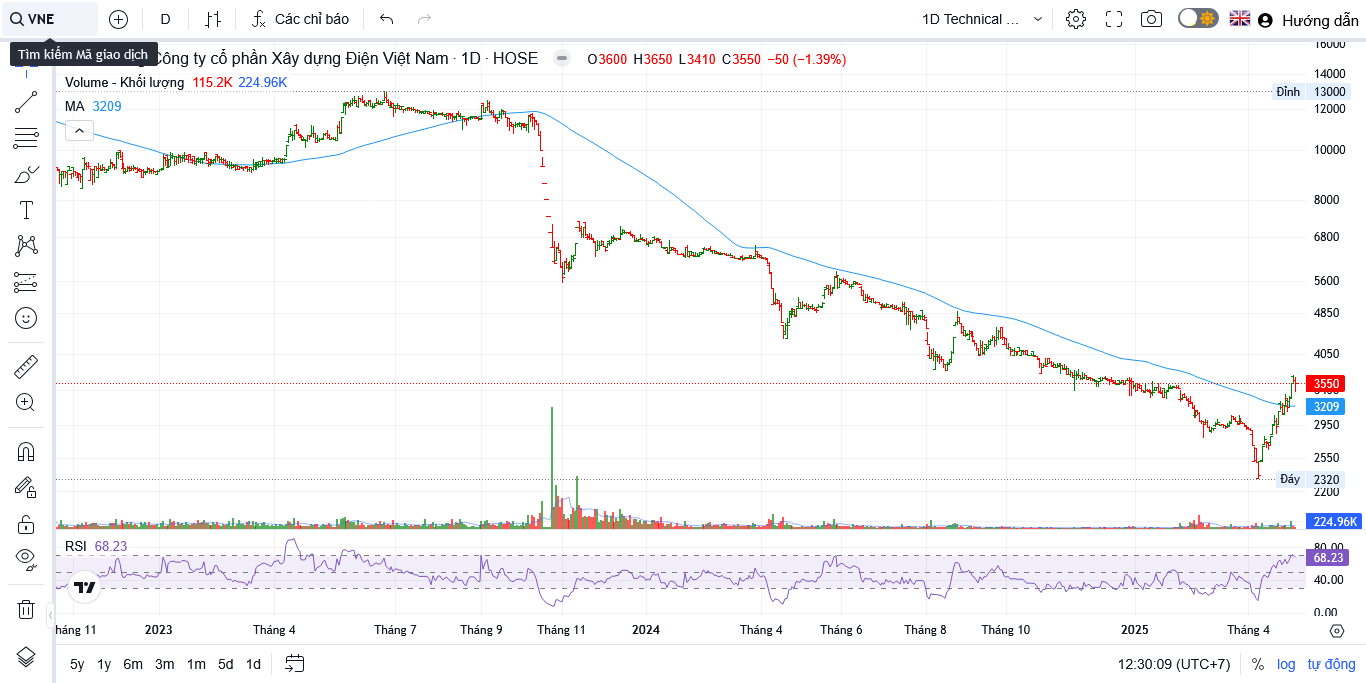 VNE
D
Các chỉ báo
1D Technical ...
Hướng dẫn
Tìm kiếm Mã giao dịch
Công ty cổ phần Xây dựng Điện Việt Nam · 1D · HOSE
O3600 H3650 L3410 C3550 −50 (−1.39%)
Volume - Khối lượng 115.2K 224.96K
MA 3209
16000
14000
Đỉnh 13000
12000
10000
8000
6800
5600
4850
4050
3550
3209
2950
2550
Đáy 2320
2200
224.96K
RSI 68.23
80.00
68.23
40.00
0.00
háng 11 2023 Tháng 4 Tháng 7 Tháng 9 Tháng 11 2024 Tháng 4 Tháng 6 Tháng 8 Tháng 10 2025 Tháng 4
5y 1y 6m 3m 1m 5d 1d
12:30:09 (UTC+7) % log tự động